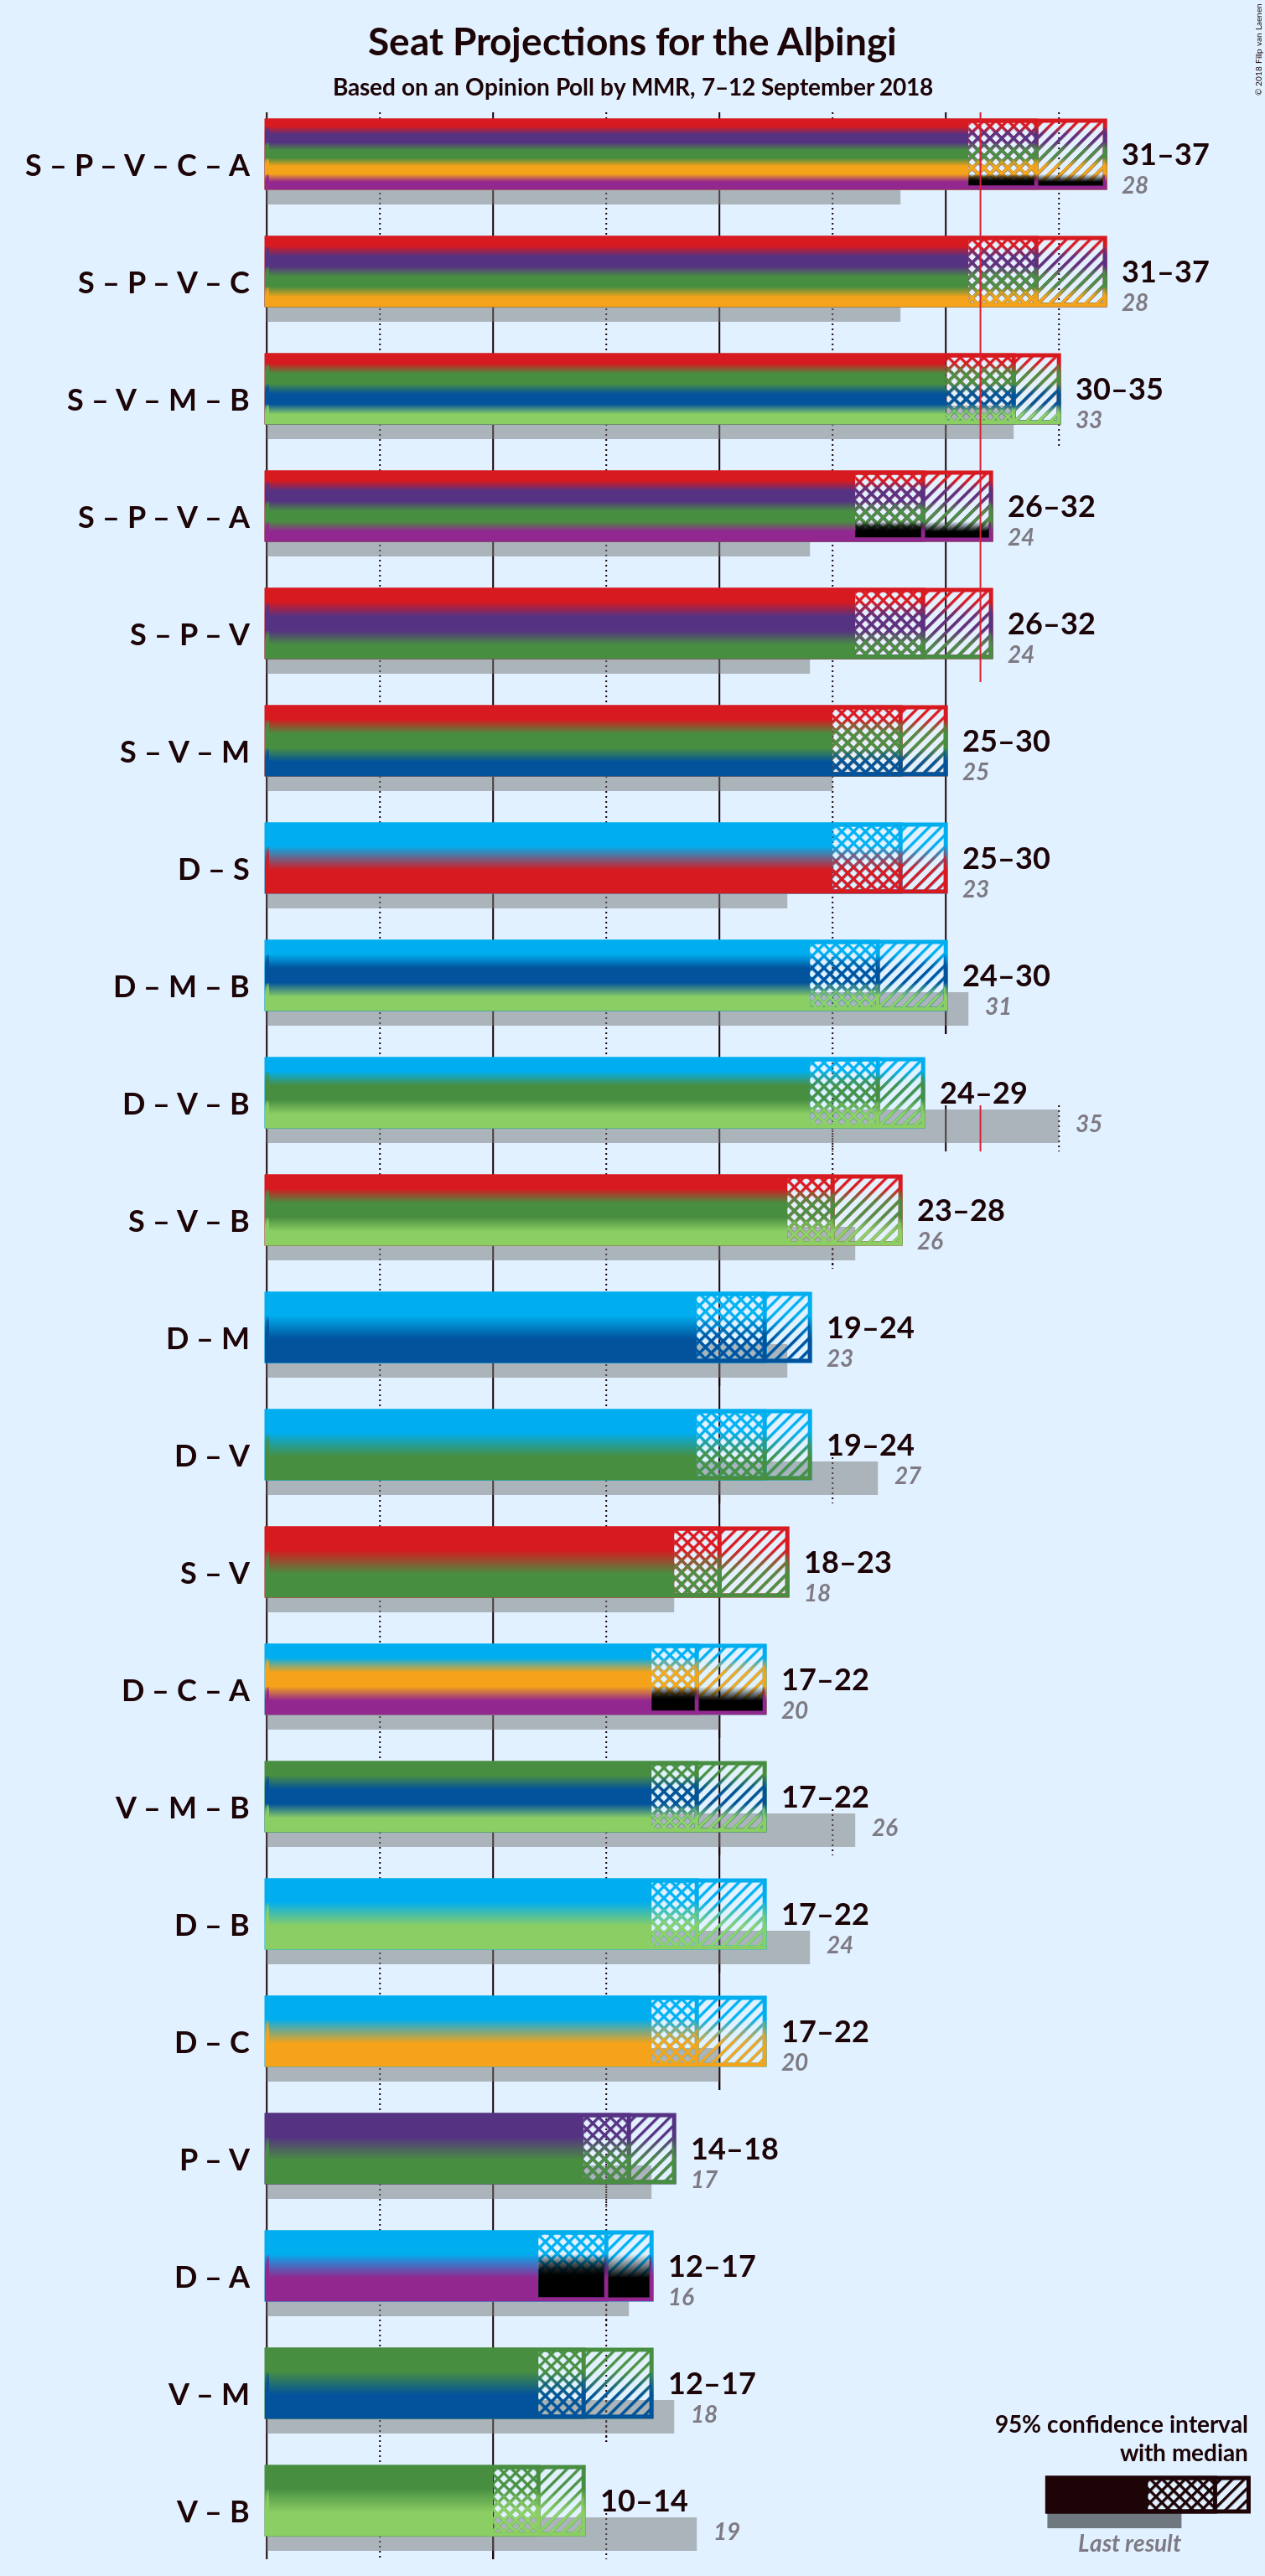 Seat Projections for the Alþingi
Based on an Opinion Poll by MMR, 7–12 September 2018
© 2018 Filip van Laenen
S – P – V – C – A
31–37
28
S – P – V – C
31–37
28
S – V – M – B
30–35
33
S – P – V – A
26–32
24
S – P – V
26–32
24
S – V – M
25–30
25
D – S
25–30
23
D – M – B
24–30
31
D – V – B
24–29
35
S – V – B
23–28
26
D – M
19–24
23
D – V
19–24
27
S – V
18–23
18
D – C – A
17–22
20
V – M – B
17–22
26
D – B
17–22
24
D – C
17–22
20
P – V
14–18
17
D – A
12–17
16
V – M
12–17
18
V – B
10–14
19
95% confidence interval
with median
Last result